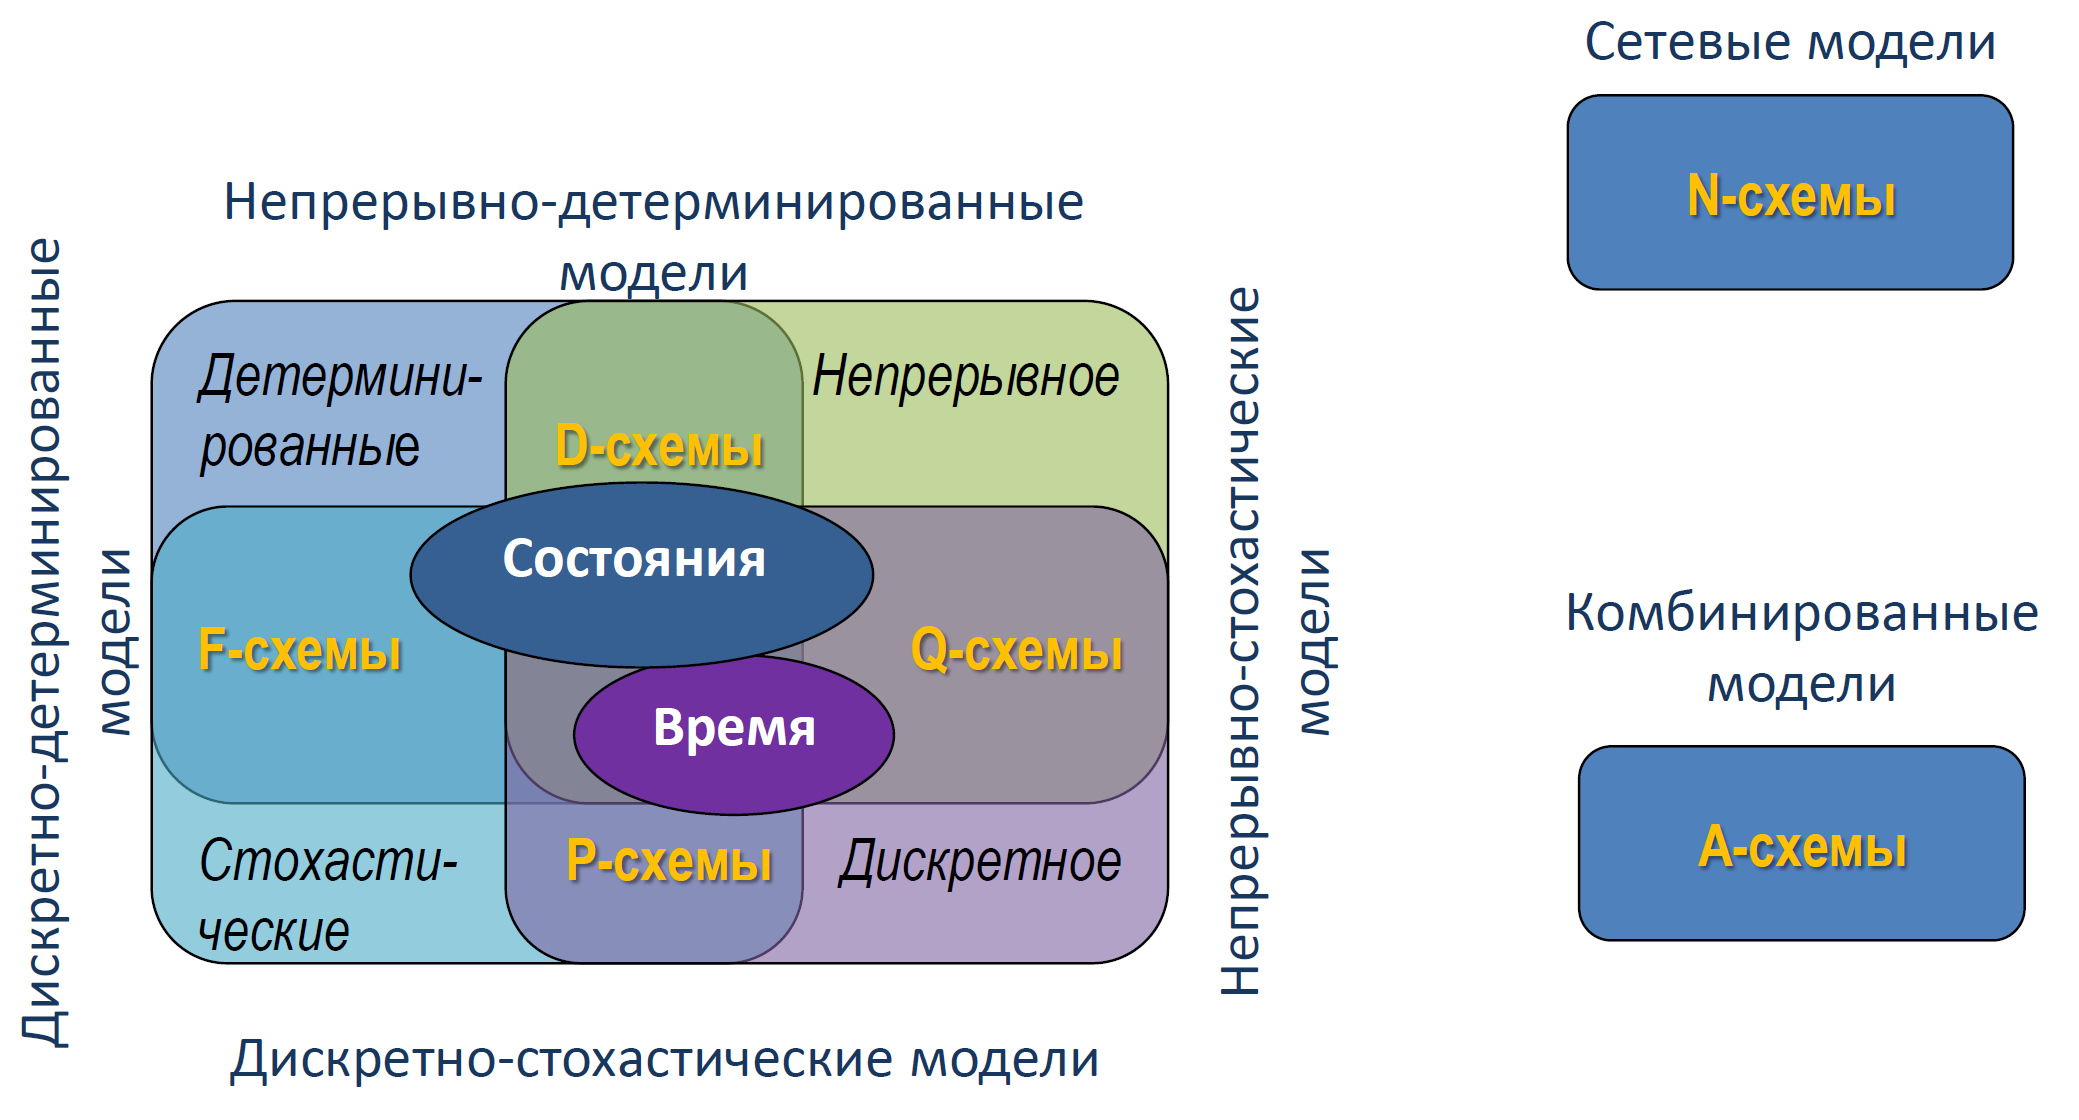 Сетевые модели
N-схемы
Непрерывно-детерминированные
модели
Дискретно-детерминированные
модели
Детермини-
рованные
D-схемы
Непрерывное
Состояния
F-схемы
Q-схемы
Время
Стохасти-
ческие
P-схемы
Дискретное
Непрерывно-стохастические
модели
Дискретно-стохастические модели
Комбинированные
модели
A-схемы